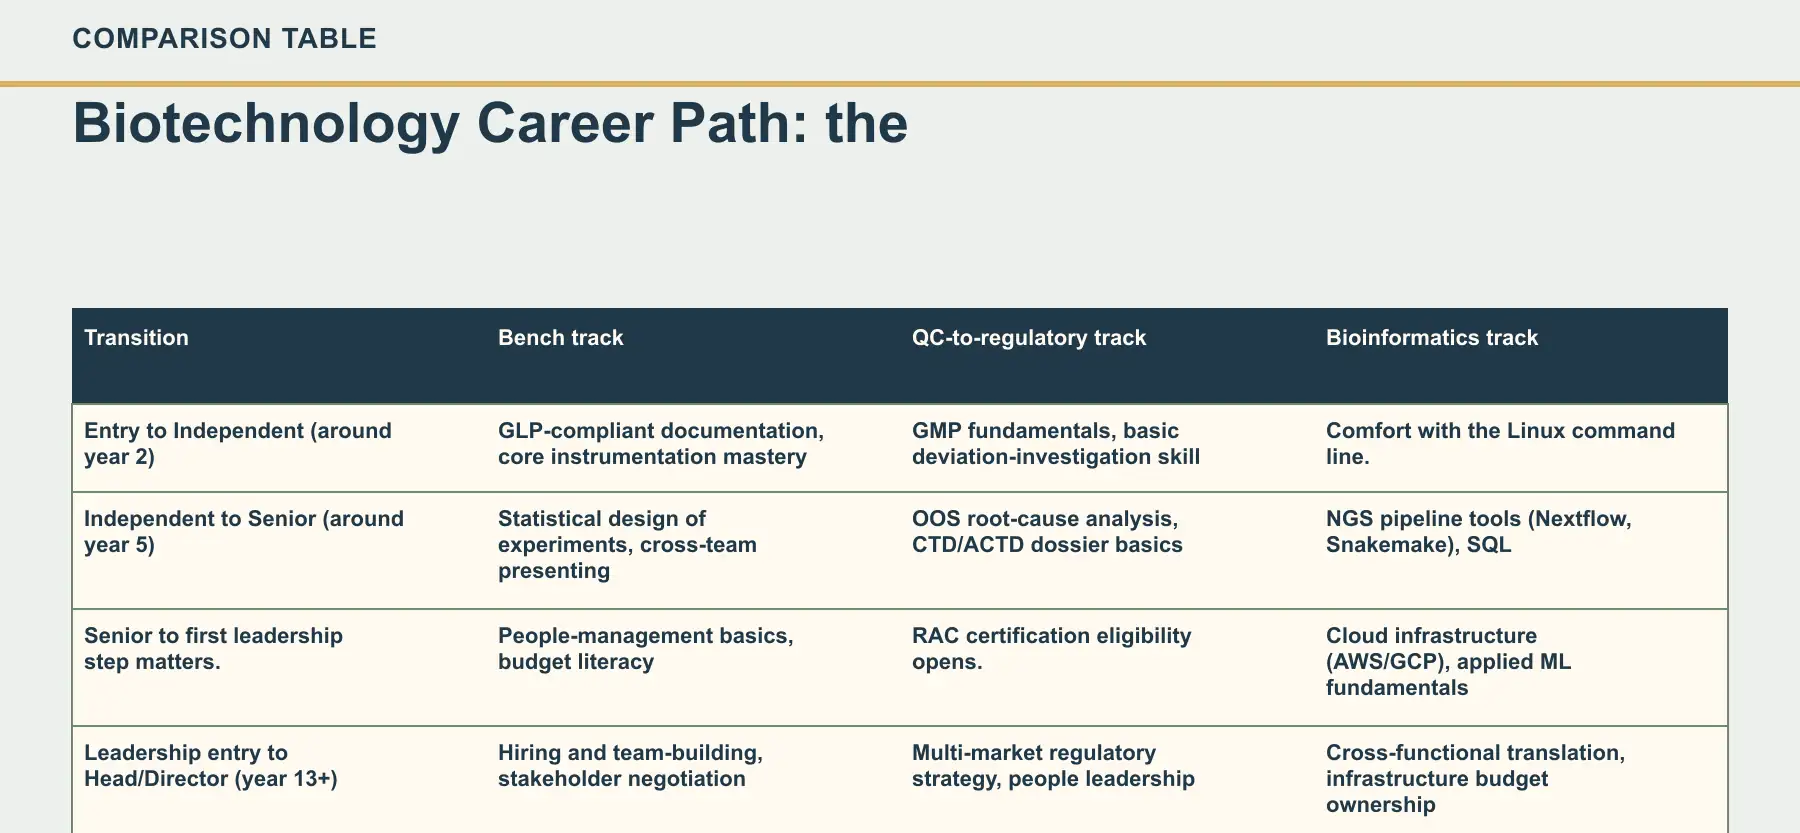 COMPARISON TABLE
Biotechnology Career Path: the
Transition
Bench track
QC-to-regulatory track
Bioinformatics track
Entry to Independent (around
year 2)
GLP-compliant documentation,
core instrumentation mastery
GMP fundamentals, basic
deviation-investigation skill
Comfort with the Linux command
line.
Independent to Senior (around
year 5)
Statistical design of
experiments, cross-team
presenting
OOS root-cause analysis,
CTD/ACTD dossier basics
NGS pipeline tools (Nextflow,
Snakemake), SQL
Senior to first leadership
step matters.
People-management basics,
budget literacy
RAC certification eligibility
opens.
Cloud infrastructure
(AWS/GCP), applied ML
fundamentals
Leadership entry to
Head/Director (year 13+)
Hiring and team-building,
stakeholder negotiation
Multi-market regulatory
strategy, people leadership
Cross-functional translation,
infrastructure budget
ownership